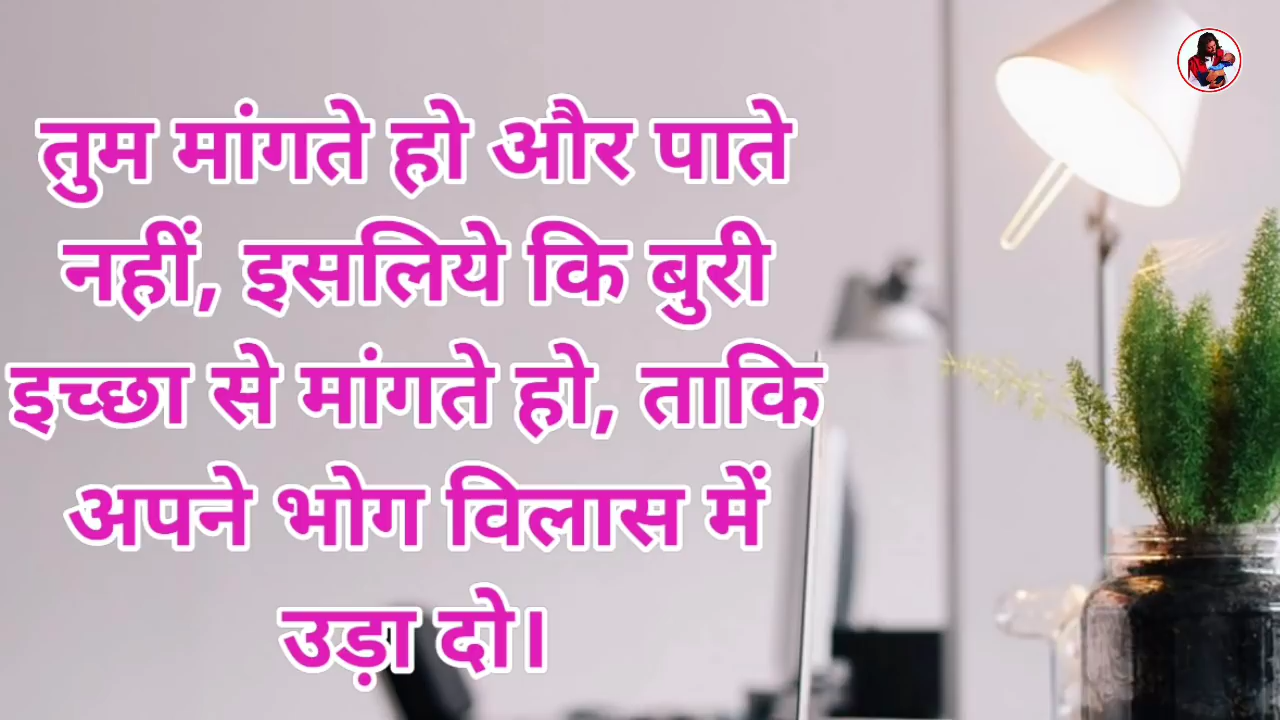 तुम मांगते हो और पाते
नहीं, इसलिये कि बुरी
इच्छा से मांगते हो, ताकि
अपने भोग विलास में
उड़ा दो।